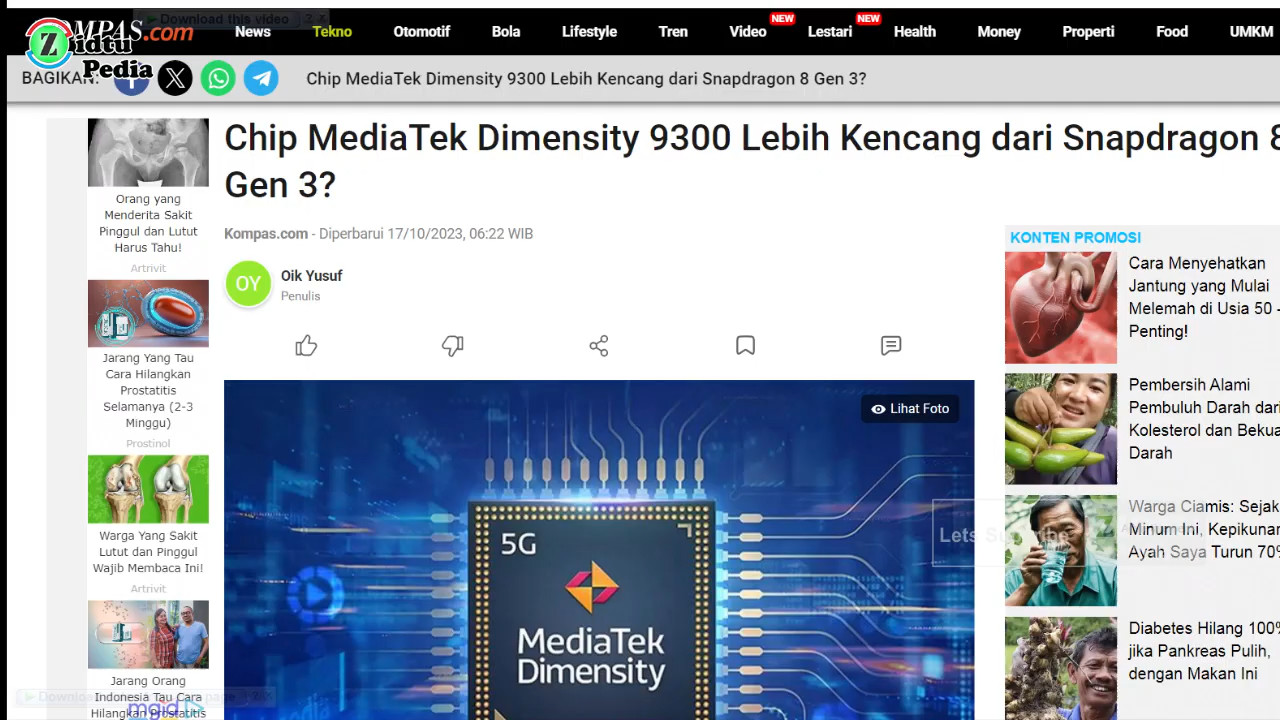 Download this video ? x
KOMPAS.com
News Tekno Otomotif Bola Lifestyle Tren Video NEW Lestari NEW Health Money Properti Food UMKM
Zidtu
Pedia
BAGIKAN:
Chip MediaTek Dimensity 9300 Lebih Kencang dari Snapdragon 8 Gen 3?
Chip MediaTek Dimensity 9300 Lebih Kencang dari Snapdragon 8
Gen 3?
Kompas.com - Diperbarui 17/10/2023, 06:22 WIB
OY
Oik Yusuf
Penulis
Lihat Foto
5G
MediaTek
Dimensity
Orang yang
Menderita Sakit
Pinggul dan Lutut
Harus Tahu!
Artrivit
Jarang Yang Tau
Cara Hilangkan
Prostatitis
Selamanya (2-3
Minggu)
Prostinol
Warga Yang Sakit
Lutut dan Pinggul
Wajib Membaca Ini!
Artrivit
Jarang Orang
Indonesia Tau Cara
Hilangkan Prostatitis
mgid
KONTEN PROMOSI
Cara Menyehatkan
Jantung yang Mulai
Melemah di Usia 50 -
Penting!
Pembersih Alami
Pembuluh Darah dari
Kolesterol dan Bekua
Darah
Warga Ciamis: Sejak
Minum Ini, Kepikunan
Ayah Saya Turun 70%
Diabetes Hilang 100%
jika Pankreas Pulih,
dengan Makan Ini
Lets